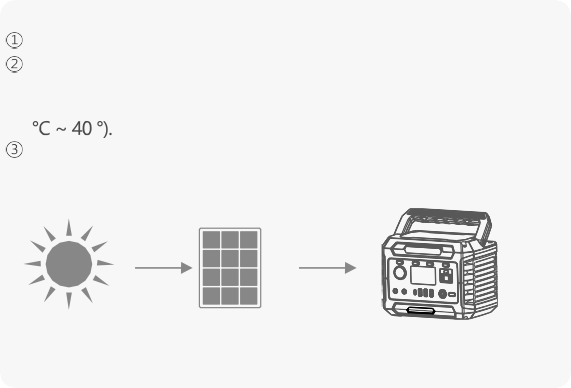 ①
②
°C ~ 40 °).
③